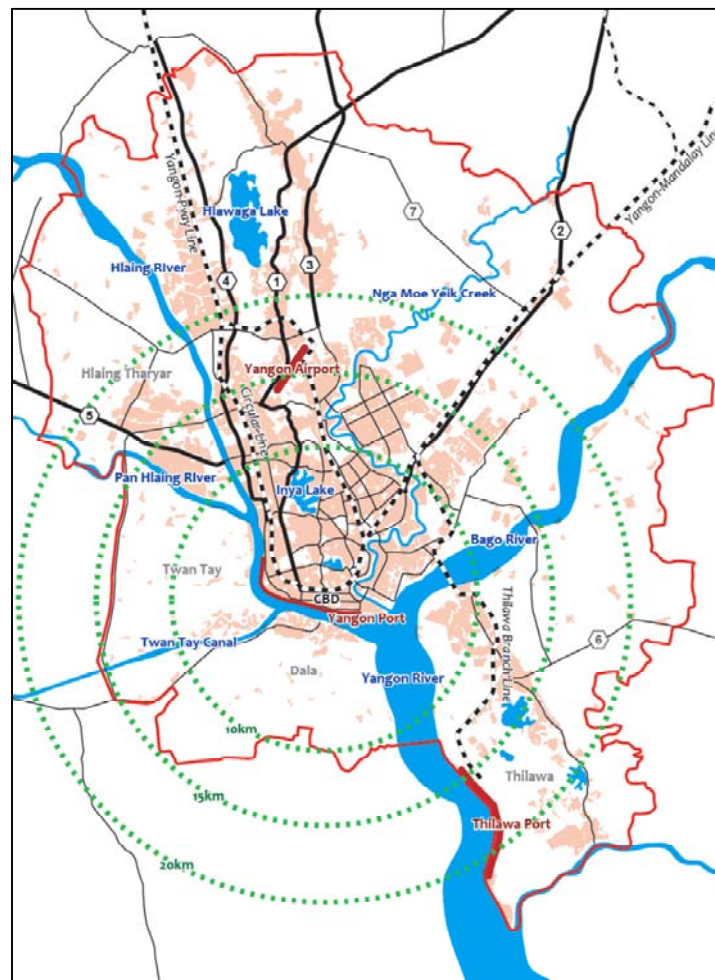 Yangon-Pyay Line
Yangon-Mandalay Line
Hlawaga Lake
7
2
Hlaing River
4
1
3
Nga Moe Yeik Creek
Yangon Airport
Hlaing Tharyar
Circular Line
5
Pan Hlaing River
Inya Lake
Bago River
Twan Tay
CBD
Yangon Port
Thilawa Branch Line
6
Twan Tay Canal
Dala
Yangon River
10km
Thilawa
15km
Thilawa Port
20km